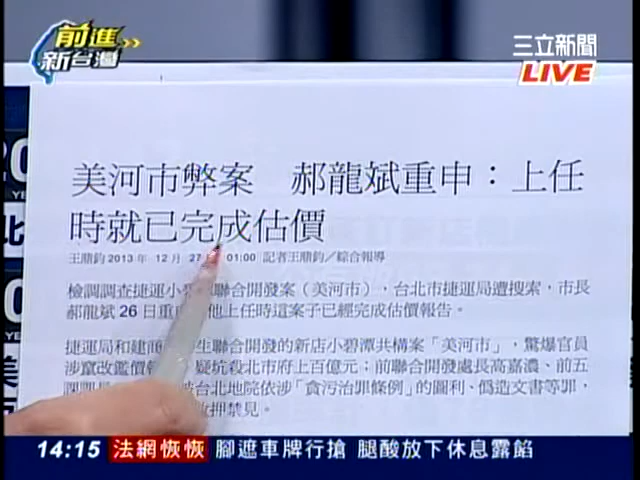 前進
新台灣
三立新聞
LIVE
美河市弊案 郝龍斌重申：上任
時就已完成估價
王鼎鈞 2013 年 12 月 27 01:00 記者王鼎鈞／綜合報導
檢調調查捷運小碧 聯合開發案（美河市），台北市捷運局遭搜索，市長
郝龍斌 26 日重 他上任時這案子已經完成估價報告。
捷運局和建商 生聯合開發的新店小碧潭共構案「美河市」，驚爆官員
涉竄改鑑價報 疑坑殺北市府上百億元；前聯合開發處長高嘉濃、前五
課課長 台北地院依涉「貪污治罪條例」的圖利、偽造文書等罪，
押禁見。
14:15 法網恢恢 腳遮車牌行搶 腿酸放下休息露餡